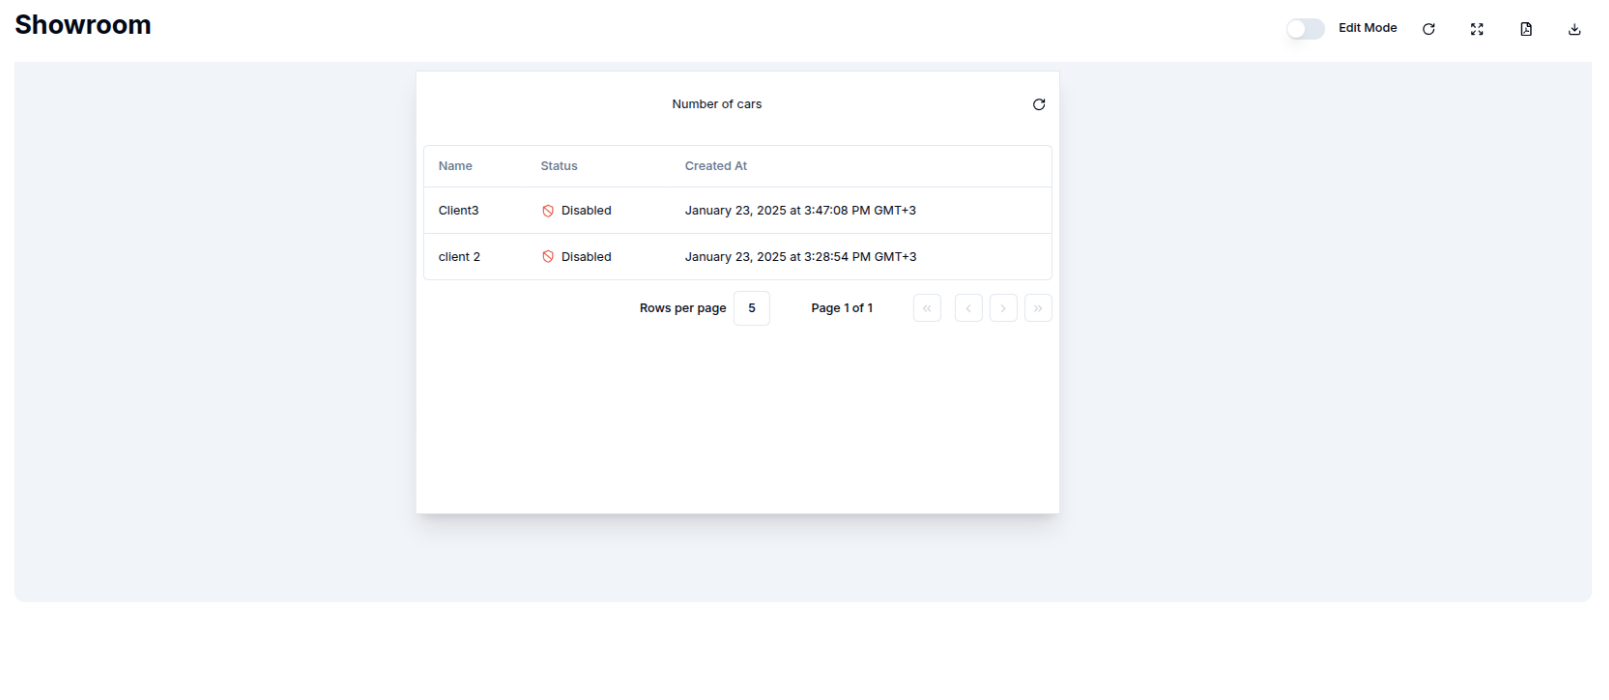 Showroom
Edit Mode
Number of cars
Name Status Created At
Client3 Disabled January 23, 2025 at 3:47:08 PM GMT+3
client 2 Disabled January 23, 2025 at 3:28:54 PM GMT+3
Rows per page 5 Page 1 of 1